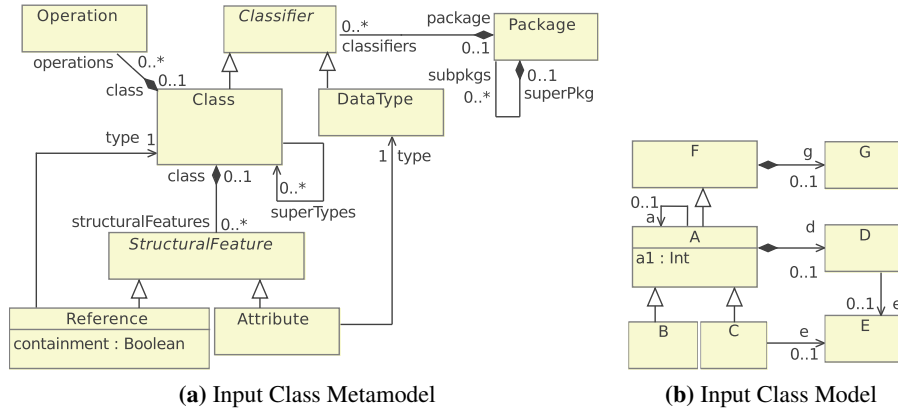 Operation
Classifier
Package
0..*
package
classifiers
0..1
operations
0..*
0..1
class
subpkgs
0..*
0..1
superPkg
Class
DataType
type
1
1
type
class
0..1
0..*
superTypes
structuralFeatures
0..*
StructuralFeature
Reference
containment : Boolean
Attribute
F
g
0..1
G
0..1
a
A
a1 : Int
d
0..1
D
0..1
e
B
C
e
0..1
E
(a) Input Class Metamodel
(b) Input Class Model